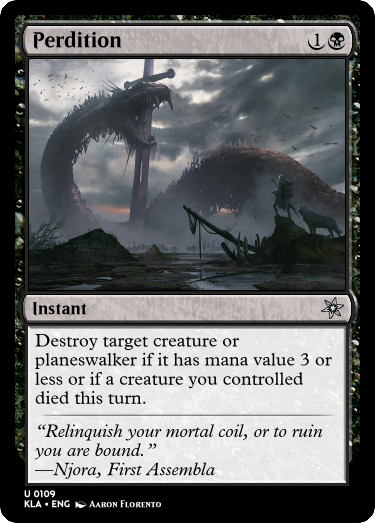 Perdition 1
Instant
Destroy target creature or
planeswalker if it has mana value 3 or
less or if a creature you controlled
died this turn.
“Relinquish your mortal coil, or to ruin
you are bound.”
—Njora, First Assembla
U 0109
KLA • ENG Aaron Florento